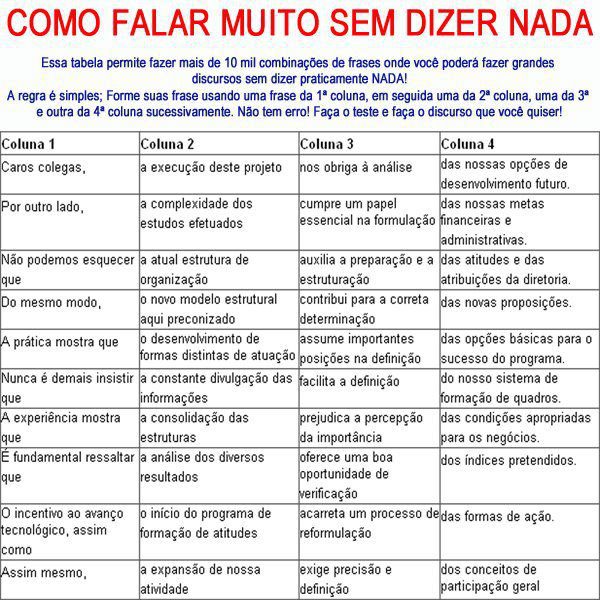 COMO FALAR MUITO SEM DIZER NADA
Essa tabela permite fazer mais de 10 mil combinações de frases onde você poderá fazer grandes
discursos sem dizer praticamente NADA!
A regra é simples; Forme suas frase usando uma frase da 1ª coluna, em seguida uma da 2ª coluna, uma da 3ª
e outra da 4ª coluna sucessivamente. Não tem erro! Faça o teste e faça o discurso que você quiser!
Coluna 1
Coluna 2
Coluna 3
Coluna 4
Caros colegas,
a execução deste projeto
nos obriga à análise
das nossas opções de
desenvolvimento futuro.
Por outro lado,
a complexidade dos
estudos efetuados
cumpre um papel
essencial na formulação
das nossas metas
financeiras e
administrativas.
Não podemos esquecer
que
a atual estrutura de
organização
auxilia a preparação e a
estruturação
das atitudes e das
atribuições da diretoria.
Do mesmo modo,
o novo modelo estrutural
aqui preconizado
contribui para a correta
determinação
das novas proposições.
A prática mostra que
o desenvolvimento de
formas distintas de atuação
assume importantes
posições na definição
das opções básicas para o
sucesso do programa.
Nunca é demais insistir
que
a constante divulgação das
informações
facilita a definição
do nosso sistema de
formação de quadros.
A experiência mostra
que
a consolidação das
estruturas
prejudica a percepção
da importância
das condições apropriadas
para os negócios.
É fundamental ressaltar
que
a análise dos diversos
resultados
oferece uma boa
oportunidade de
verificação
dos índices pretendidos.
O incentivo ao avanço
tecnológico, assim
como
o início do programa de
formação de atitudes
acarreta um processo de
reformulação
das formas de ação.
Assim mesmo,
a expansão de nossa
atividade
exige precisão e
definição
dos conceitos de
participação geral